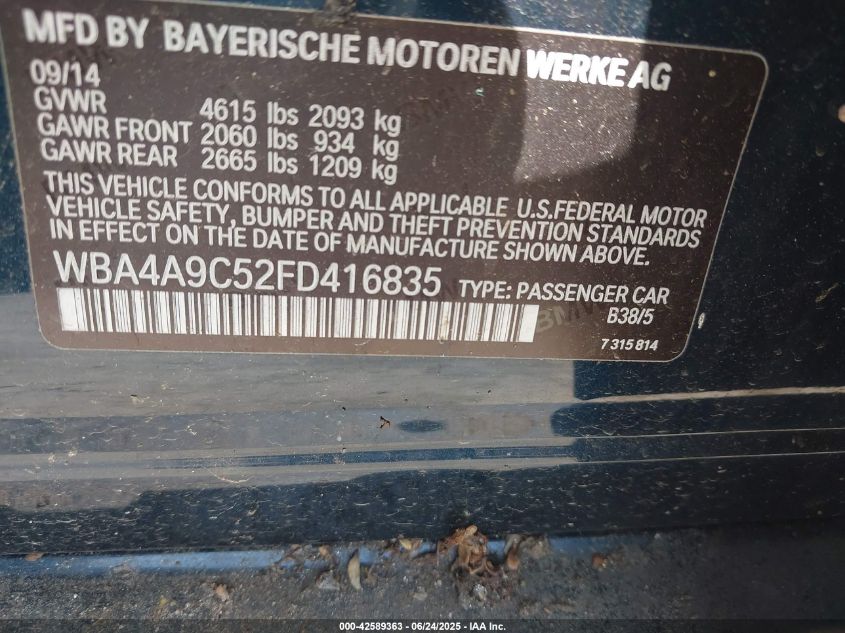 MFD BY BAYERISCHE MOTOREN WERKE AG
09/14
GVWR 4615 lbs 2093 kg
GAWR FRONT 2060 lbs 934 kg
GAWR REAR 2665 lbs 1209 kg
THIS VEHICLE CONFORMS TO ALL APPLICABLE U.S.FEDERAL MOTOR
VEHICLE SAFETY, BUMPER AND THEFT PREVENTION STANDARDS
IN EFFECT ON THE DATE OF MANUFACTURE SHOWN ABOVE.
WBA4A9C52FD416835 TYPE: PASSENGER CAR
B38/5
7 315 814
000-42589363 | 06/24/2025 | IAA Inc.